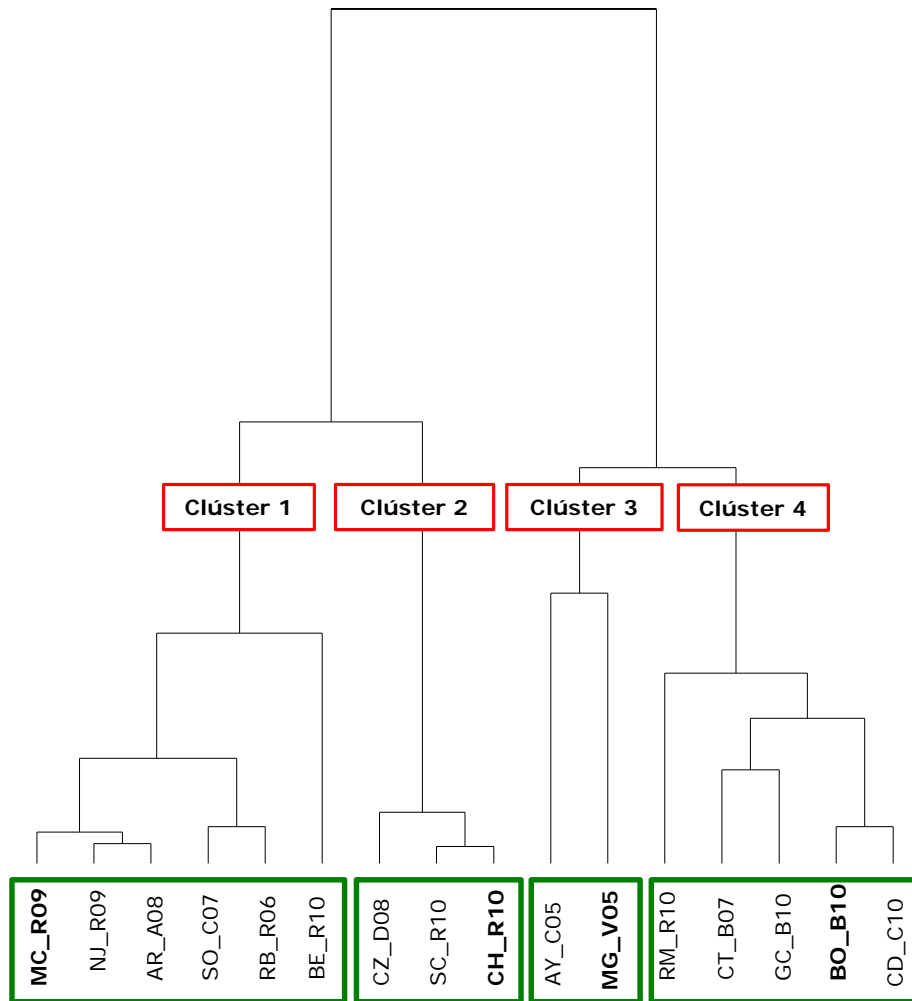 Clúster 1
Clúster 2
Clúster 3
Clúster 4
MC_R09
NJ_R09
AR_A08
SO_C07
RB_R06
BE_R10
CZ_D08
SC_R10
CH_R10
AY_C05
MG_V05
RM_R10
CT_B07
GC_B10
BO_B10
CD_C10